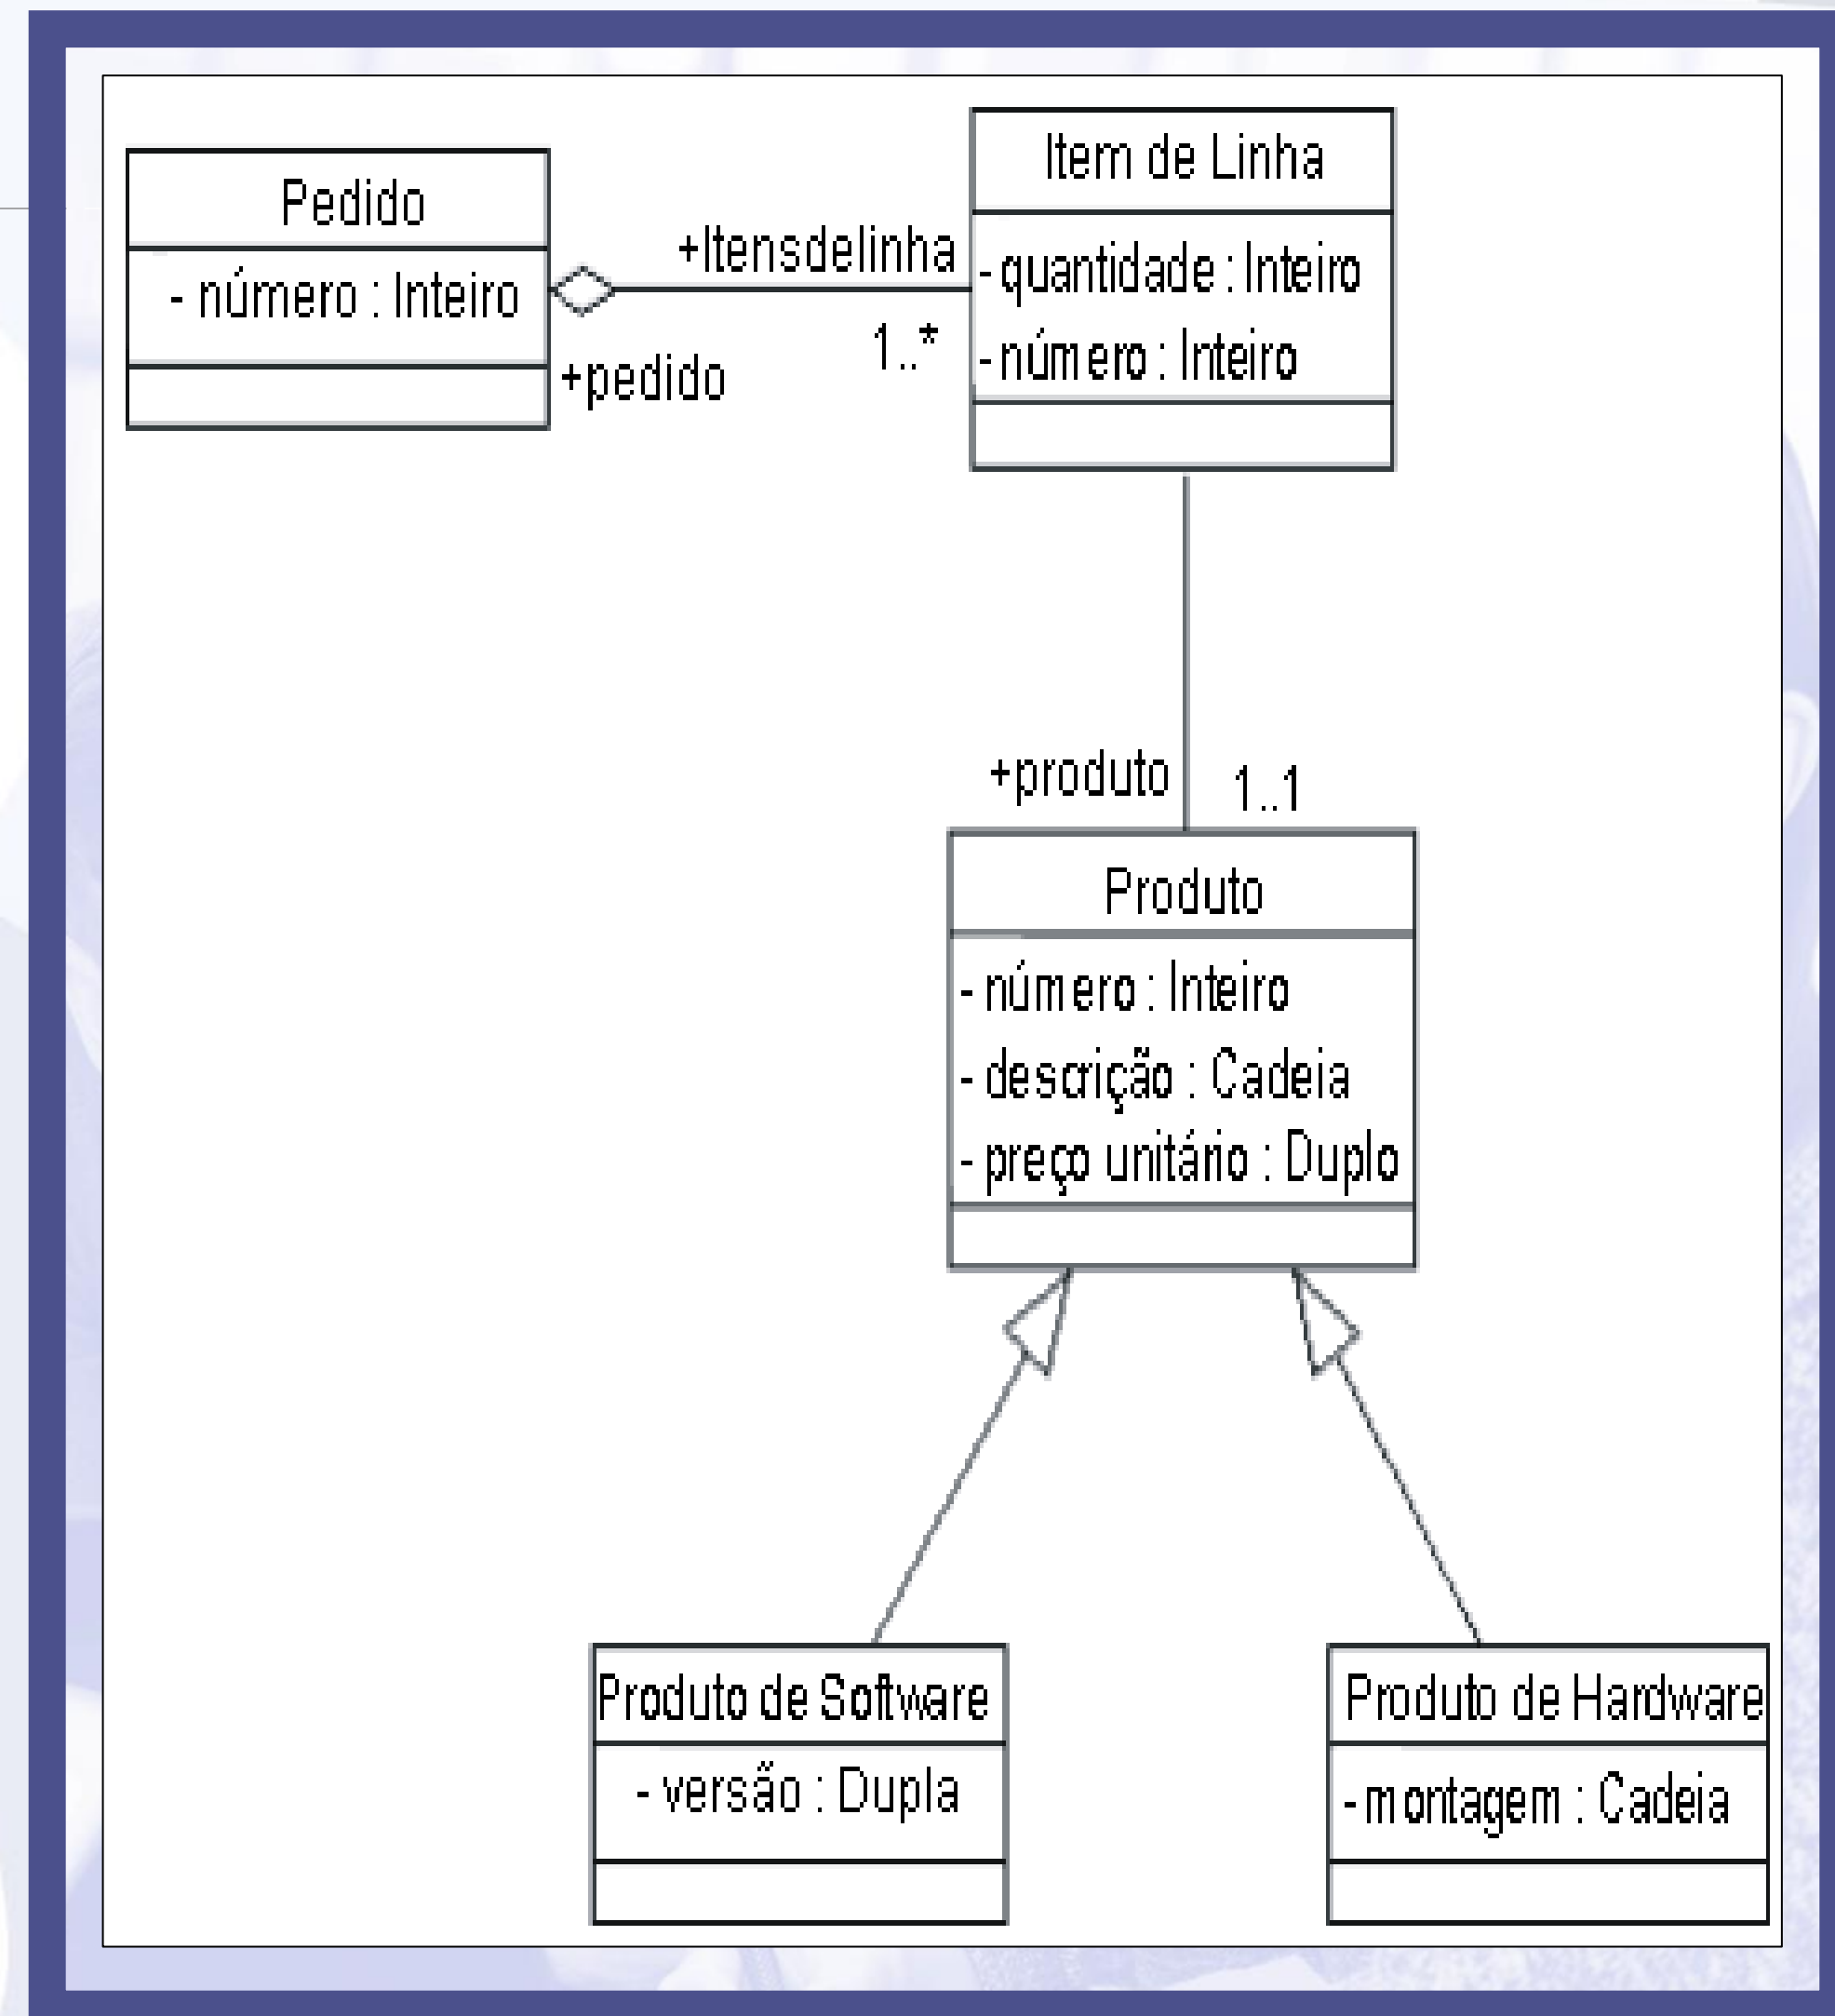 Pedido
- número : Inteiro
+Itensdelinha
1..*
+pedido
Item de Linha
- quantidade : Inteiro
- número : Inteiro
+produto
1..1
Produto
- número : Inteiro
- descrição : Cadeia
- preço unitário : Duplo
Produto de Software
- versão : Dupla
Produto de Hardware
- montagem : Cadeia